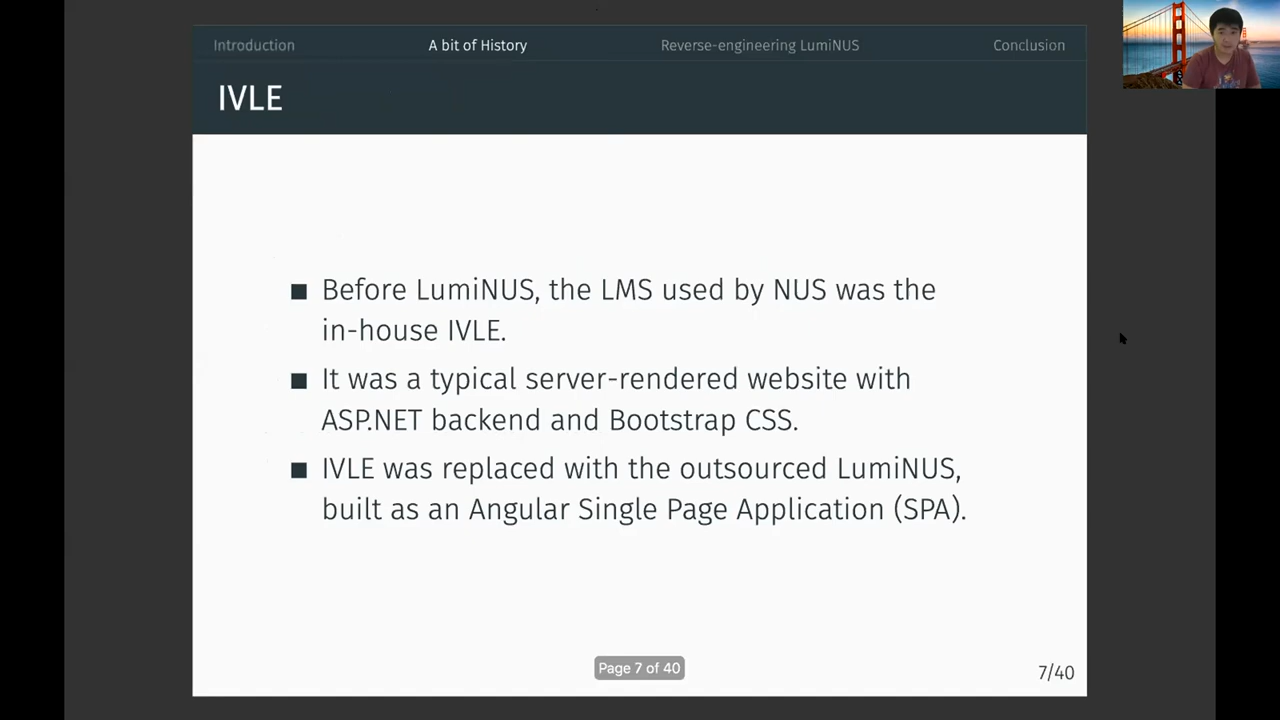 Introduction
A bit of History
Reverse-engineering LumiNUS
Conclusion
IVLE
Before LumiNUS, the LMS used by NUS was the
in-house IVLE.
It was a typical server-rendered website with
ASP.NET backend and Bootstrap CSS.
IVLE was replaced with the outsourced LumiNUS,
built as an Angular Single Page Application (SPA).
Page 7 of 40
7/40